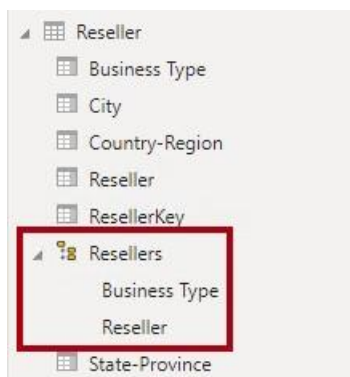 Reseller
Business Type
City
Country-Region
Reseller
ResellerKey
Resellers
Business Type
Reseller
State-Province